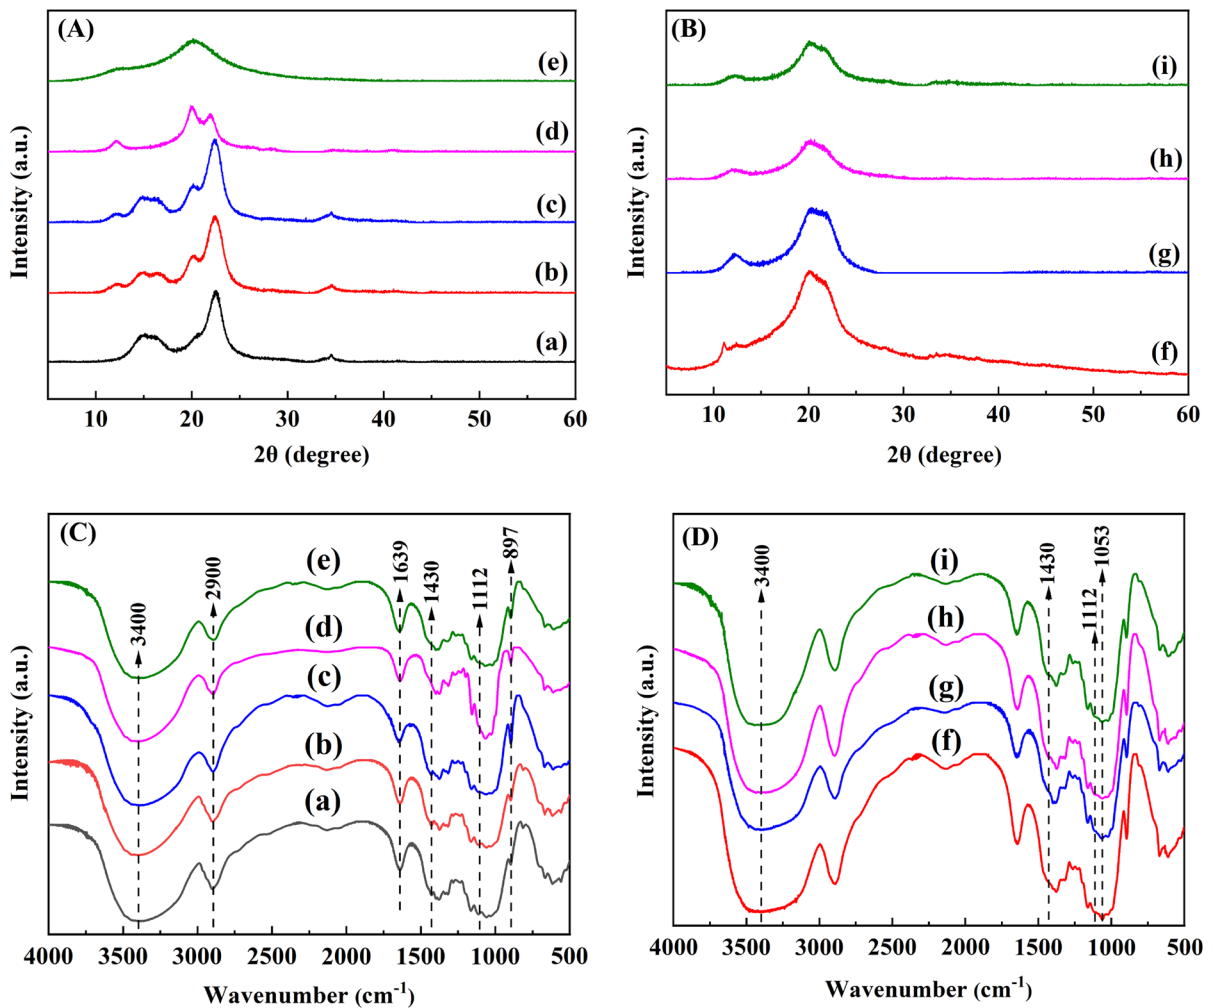 (A)
(e)
(d)
(c)
(b)
(a)
Intensity (a.u.)
10 20 30 40 50 60
2θ (degree)
(B)
(i)
(h)
(g)
(f)
Intensity (a.u.)
10 20 30 40 50 60
2θ (degree)
(C)
(e)
(d)
(c)
(b)
(a)
3400
2900
1639
1430
1112
897
Intensity (a.u.)
4000 3500 3000 2500 2000 1500 1000 500
Wavenumber (cm⁻¹)
(D)
(i)
(h)
(g)
(f)
3400
1430
1112
1053
Intensity (a.u.)
4000 3500 3000 2500 2000 1500 1000 500
Wavenumber (cm⁻¹)